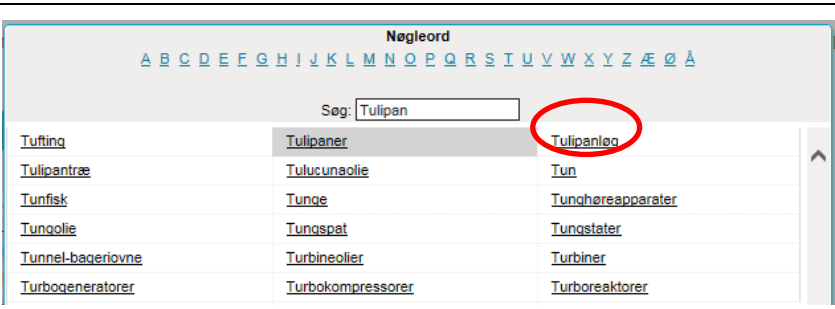 Nøgleord
A B C D E F G H I J K L M N O P Q R S T U V W X Y Z Æ Ø Å
Søg: Tulipan
Tufting Tulipaner Tulipanløg
Tulipantræ Tulucunaolie Tun
Tunfisk Tunge Tunghøreapparater
Tungolie Tungspat Tungstater
Tunnel-bageriovne Turbineolier Turbiner
Turbogeneratorer Turbokompressorer Turboreaktorer